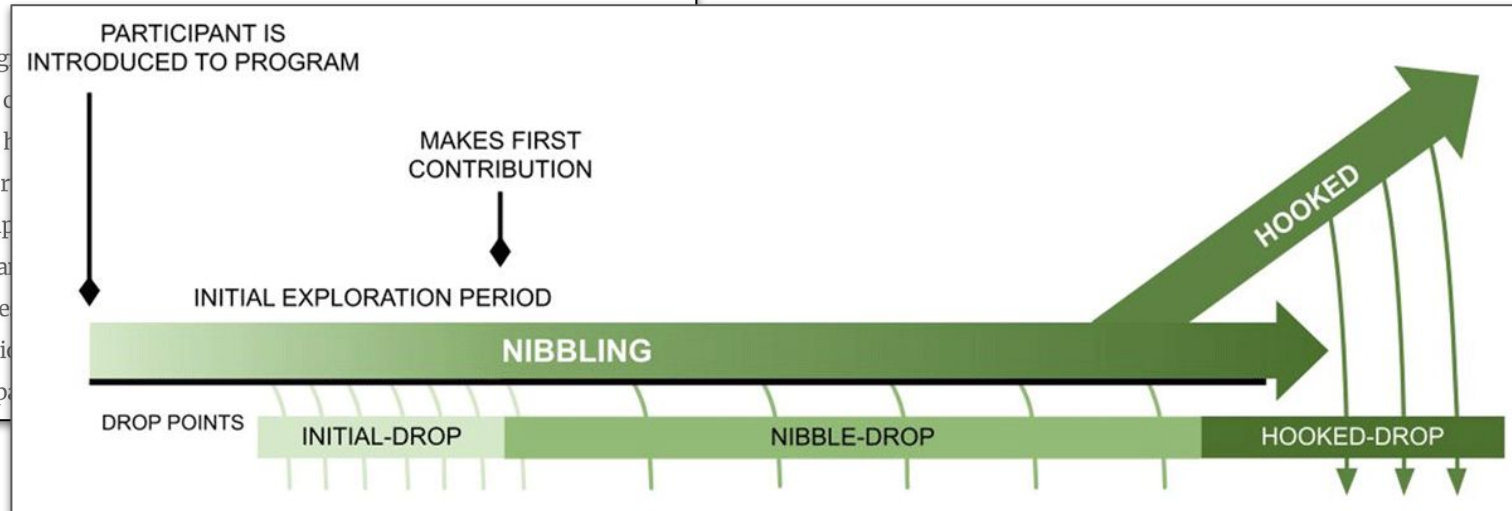 PARTICIPANT IS
INTRODUCED TO PROGRAM
MAKES FIRST
CONTRIBUTION
INITIAL EXPLORATION PERIOD
HOOKED
NIBBLING
DROP POINTS
INITIAL-DROP
NIBBLE-DROP
HOOKED-DROP